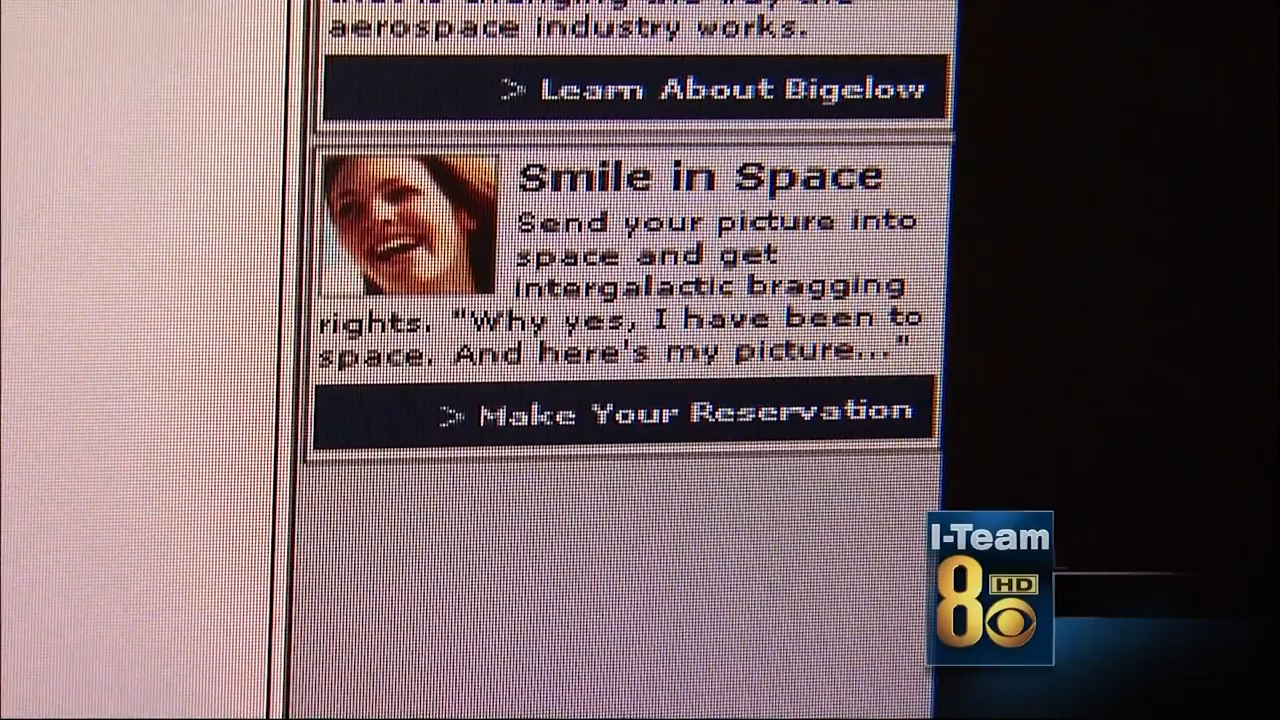 aerospace industry works.
> Learn About Bigelow
Smile in Space
Send your picture into
space and get
intergalactic bragging
rights. "Why yes, I have been to
space. And here's my picture..."
> Make Your Reservation
I-Team
8 HD